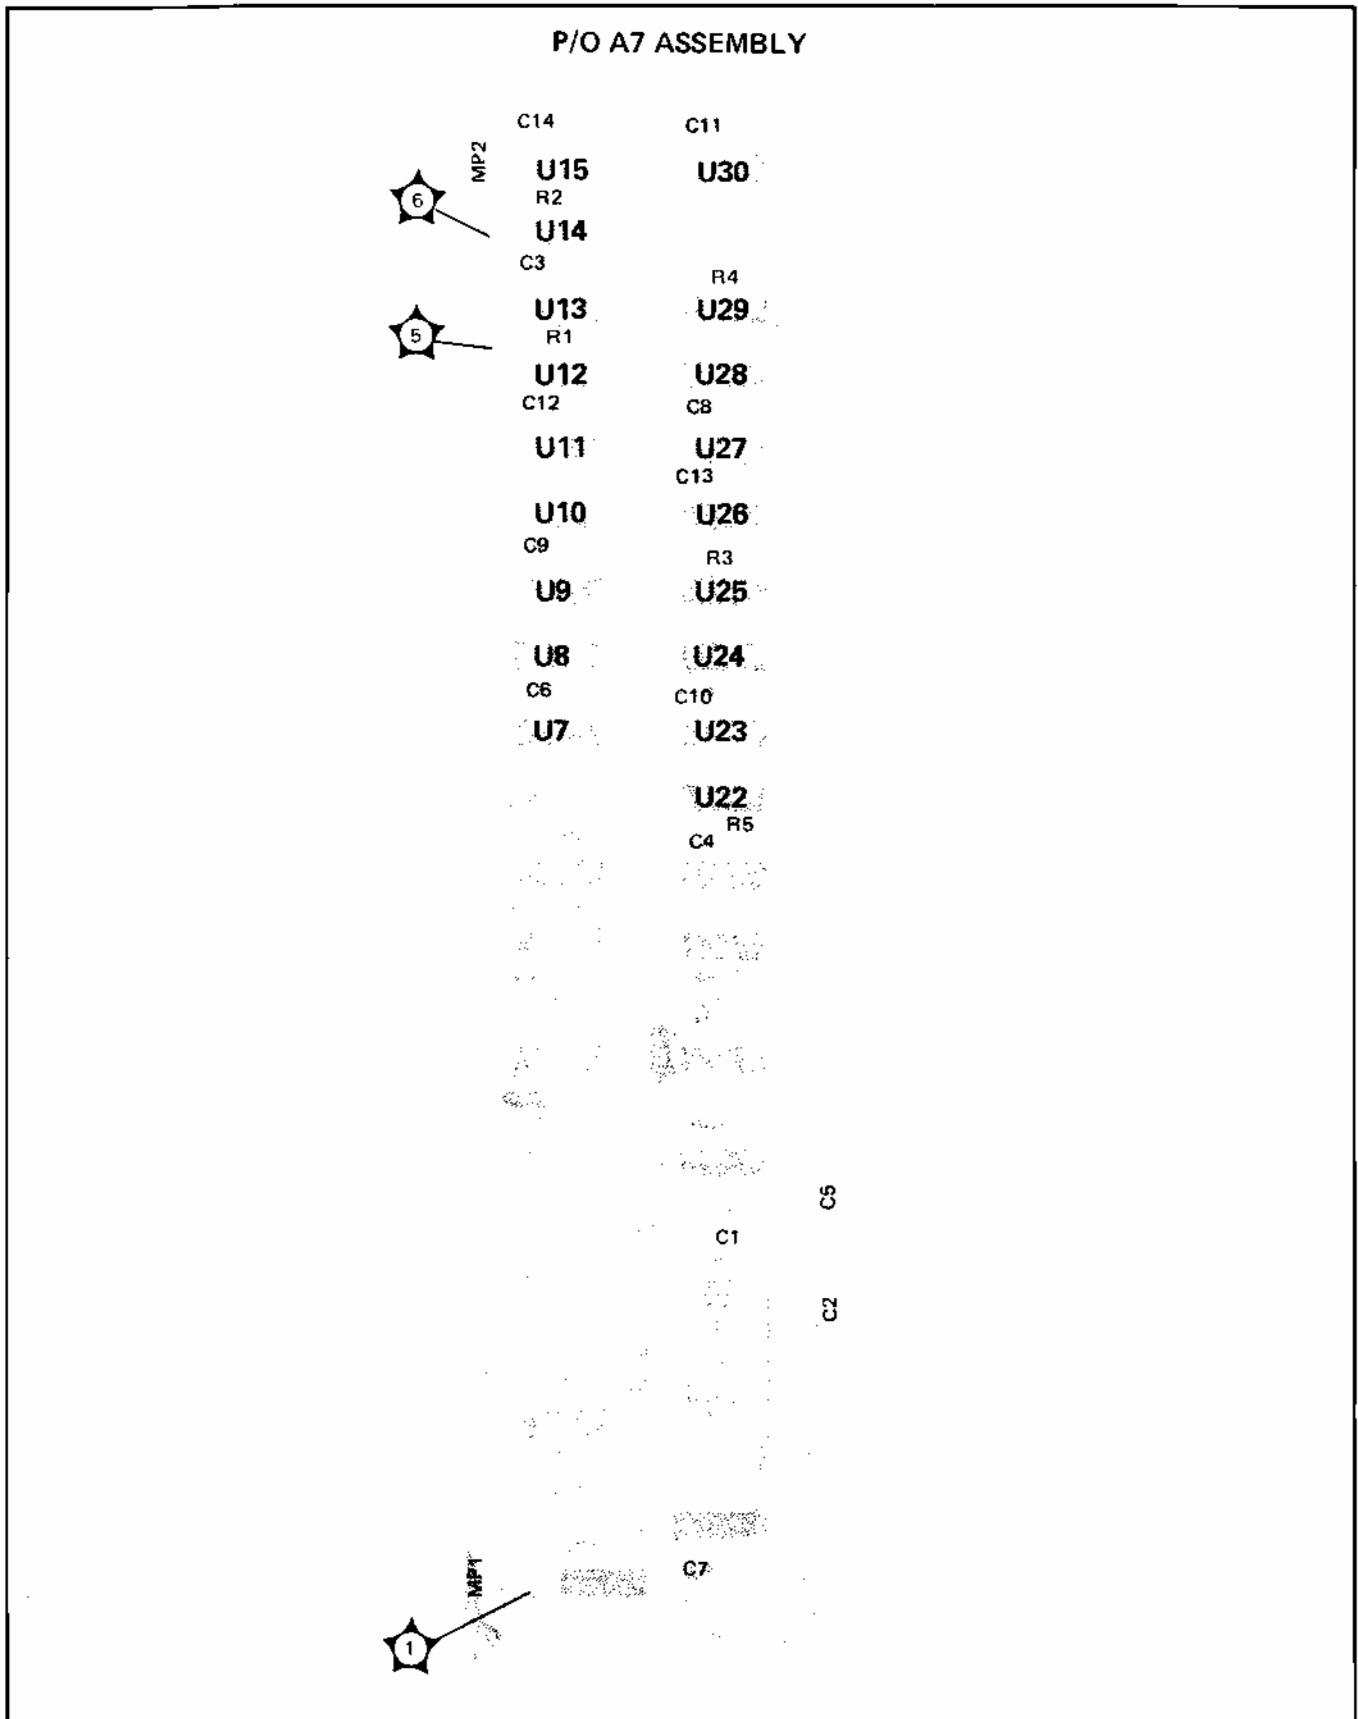 P/O A7 ASSEMBLY
C14 C11
MP2
U15 U30
6
R2
U14
C3
R4
U13 U29
5
R1
U12 U28
C12 C8
U11 U27
C13
U10 U26
C9
R3
U9 U25
U8 U24
C6 C10
U7 U23
U22
R5
C4
C5
C1
C2
C7
MP1
1